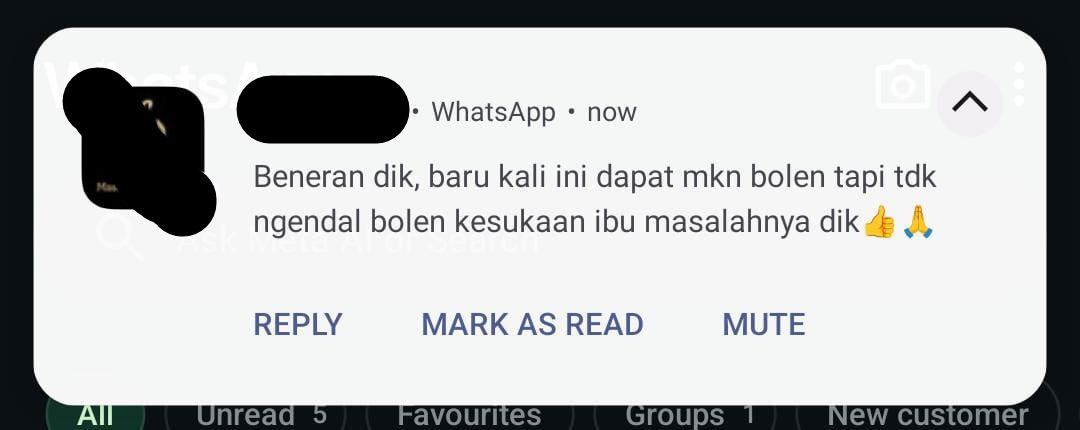 WhatsA
• WhatsApp • now
Beneran dik, baru kali ini dapat mkn bolen tapi tdk
ngendal bolen kesukaan ibu masalahnya dik👍🙏
Ask Meta AI or Search
REPLY MARK AS READ MUTE
All Unread 5 Favourites Groups 1 New customer